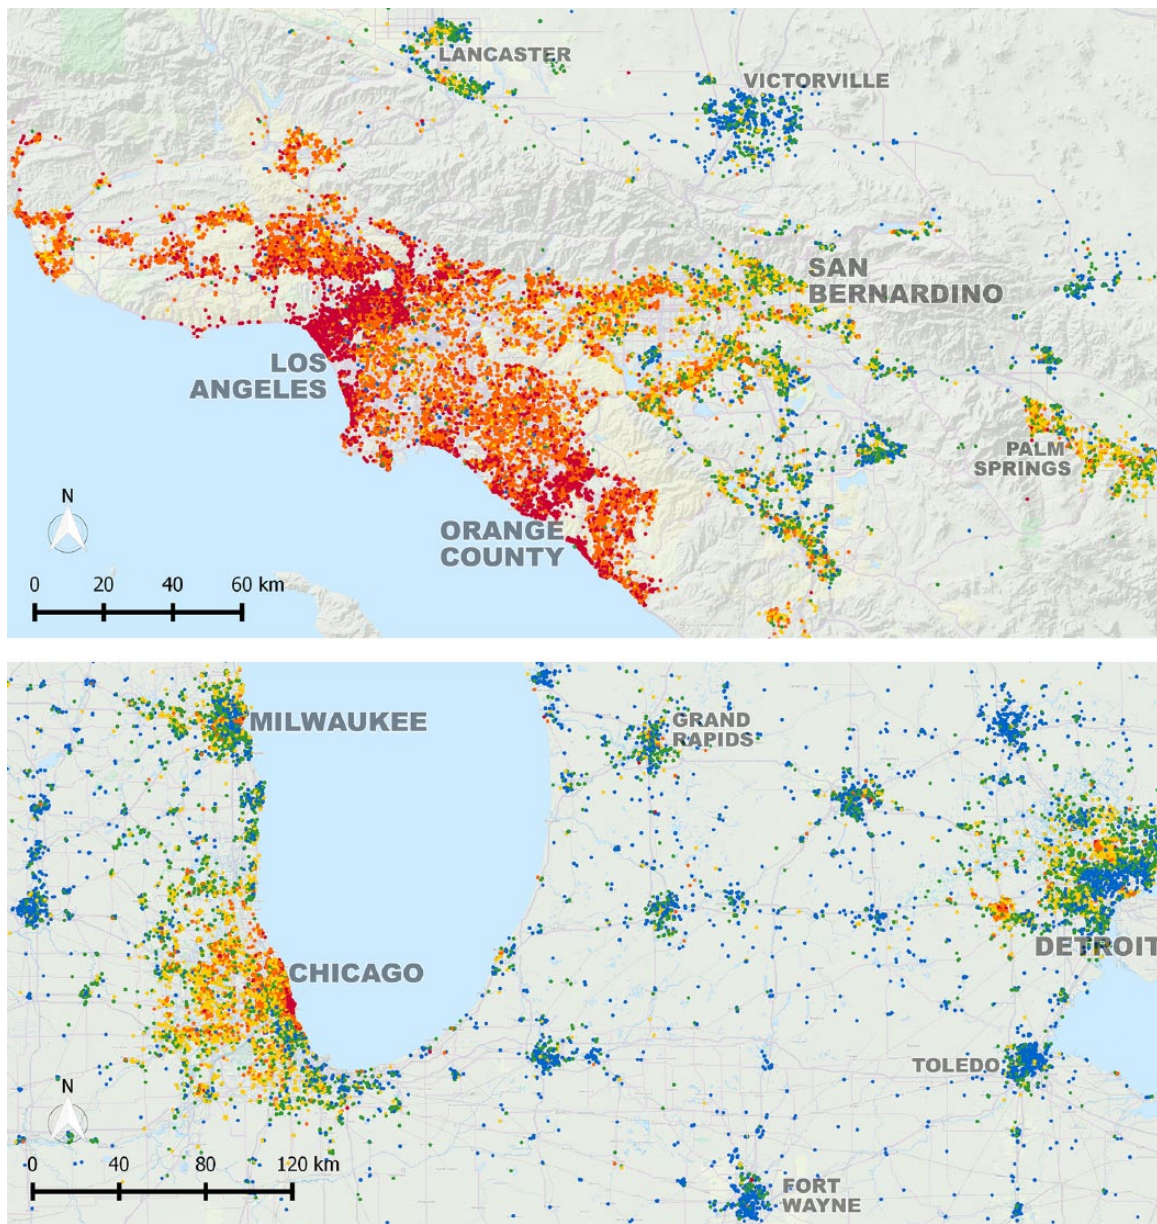 LANCASTER
VICTORVILLE
SAN
BERNARDINO
LOS
ANGELES
PALM
SPRINGS
N
ORANGE
COUNTY
0 20 40 60 km
MILWAUKEE
GRAND
RAPIDS
DETROIT
CHICAGO
TOLEDO
N
0 40 80 120 km
FORT
WAYNE